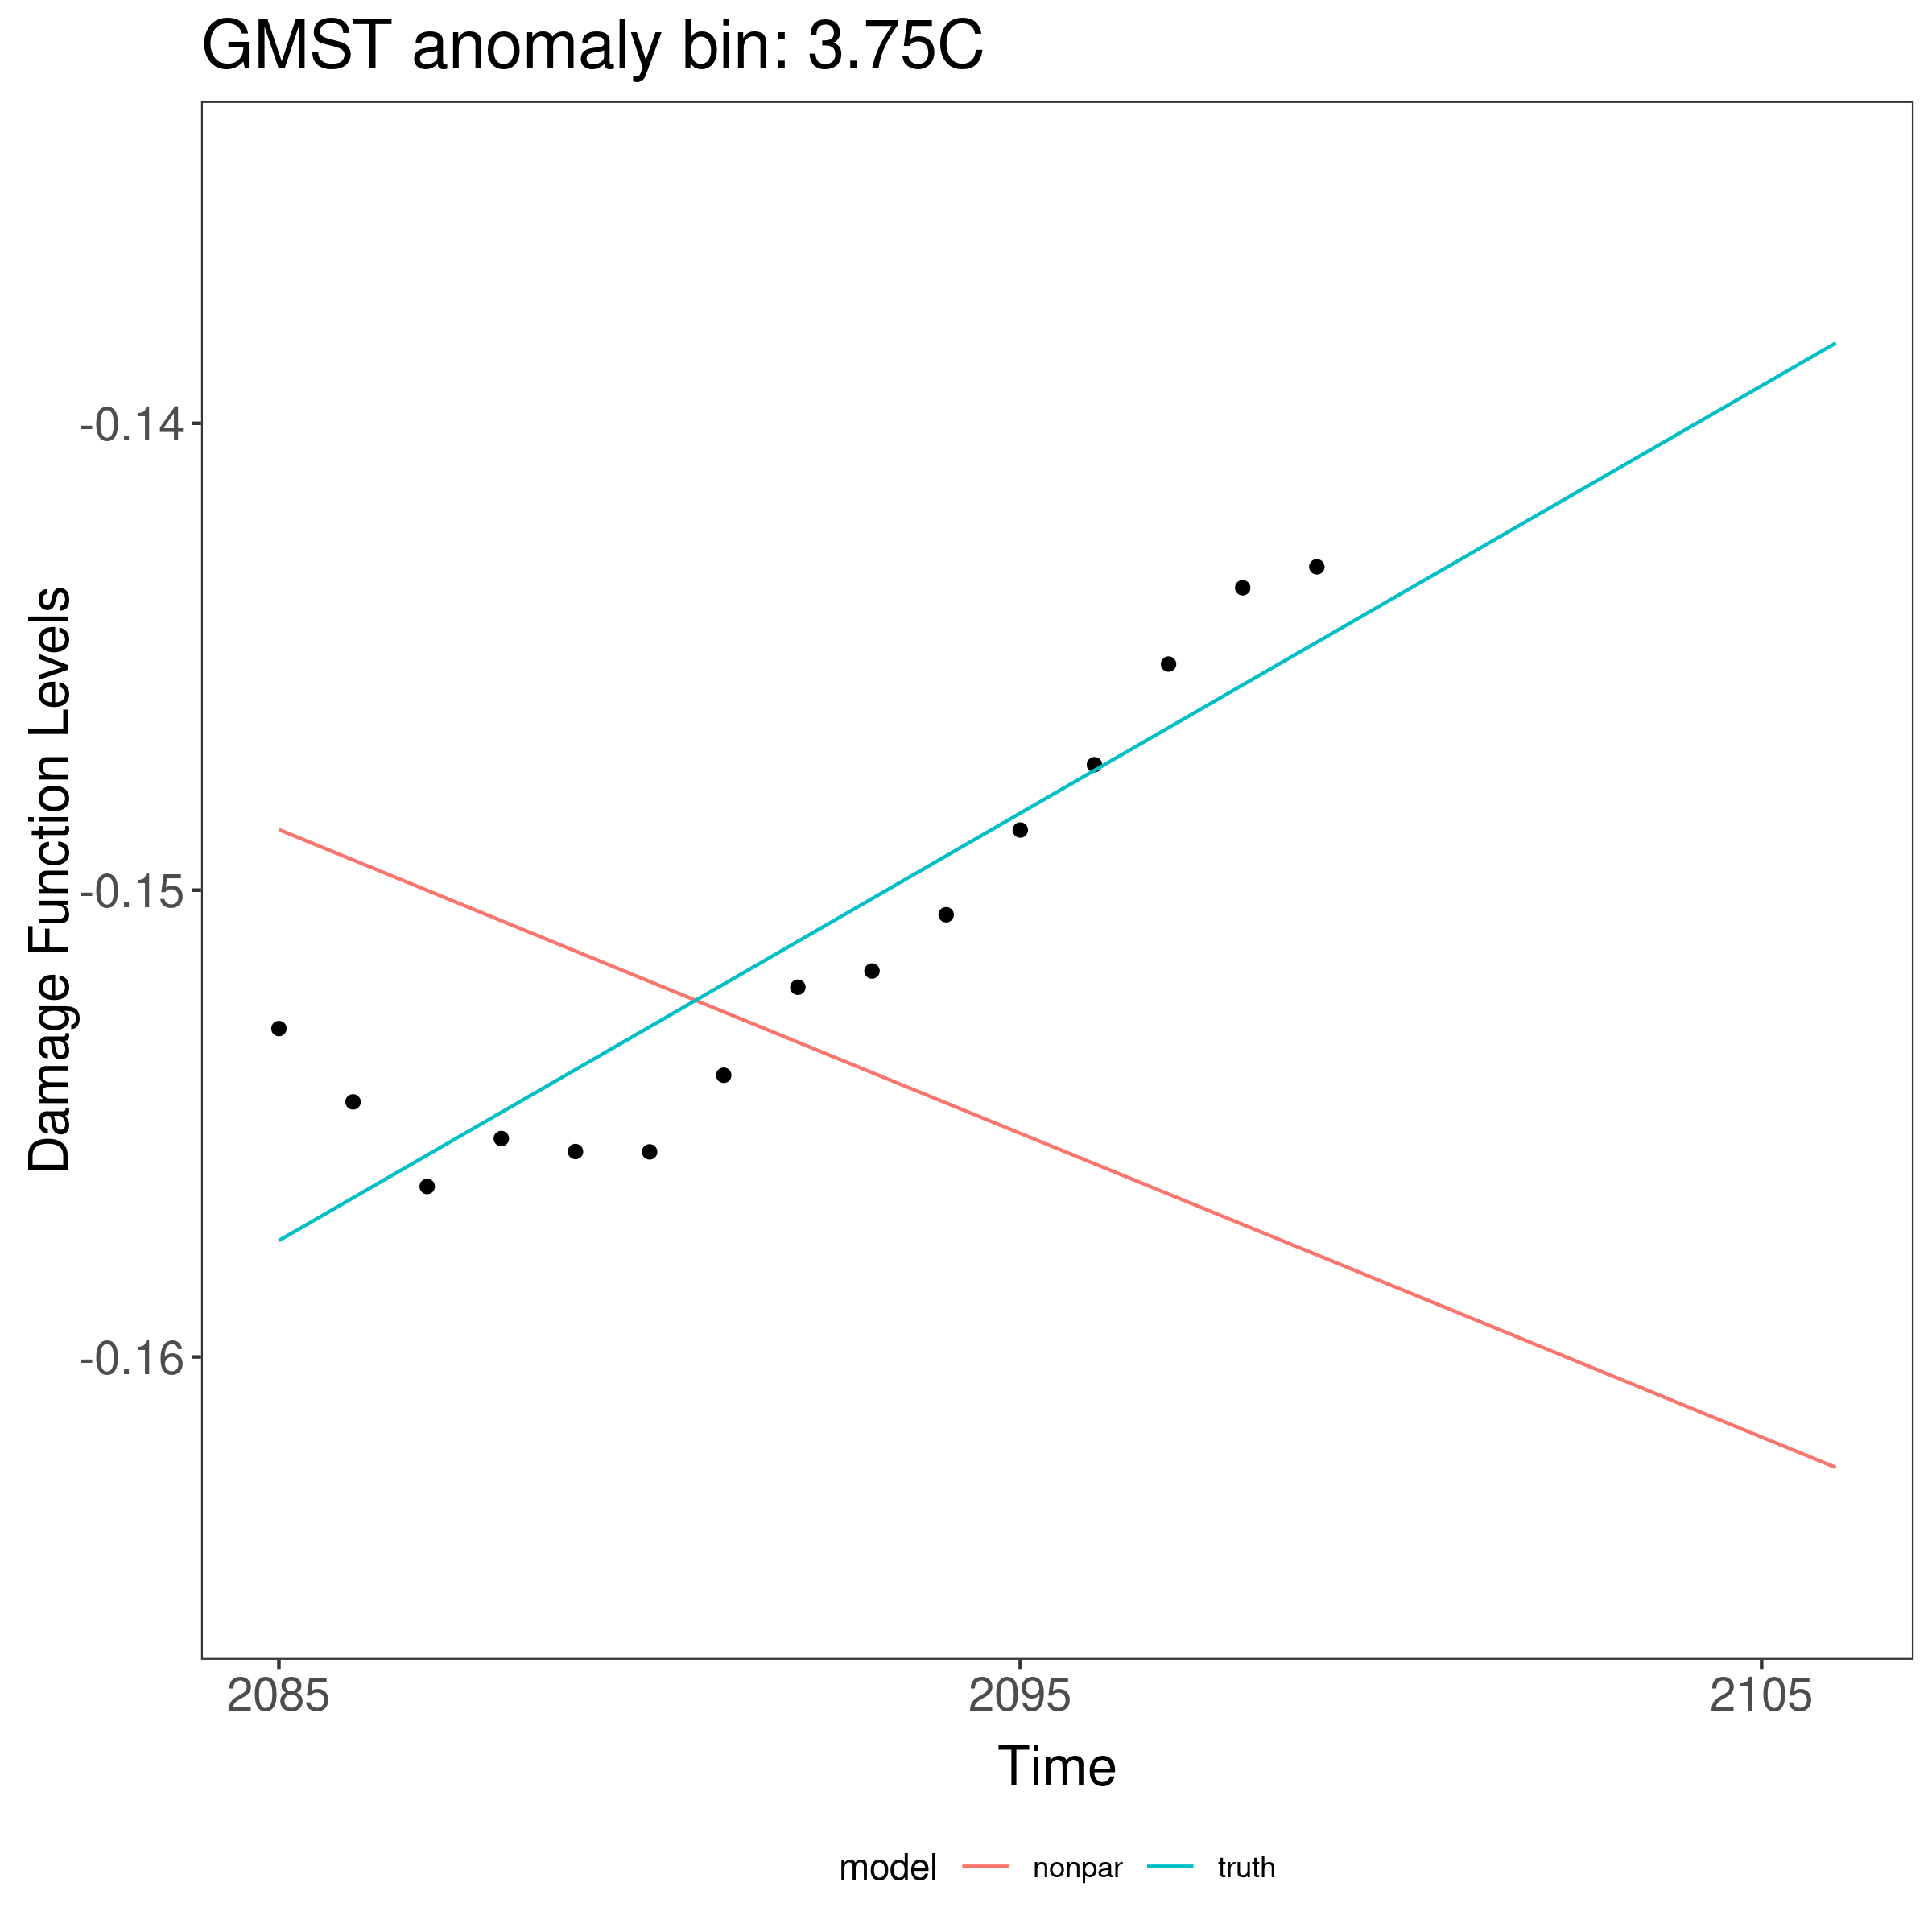 GMST anomaly bin: 3.75C
Damage Function Levels
-0.14
-0.15
-0.16
2085 2095 2105
Time
model nonpar truth